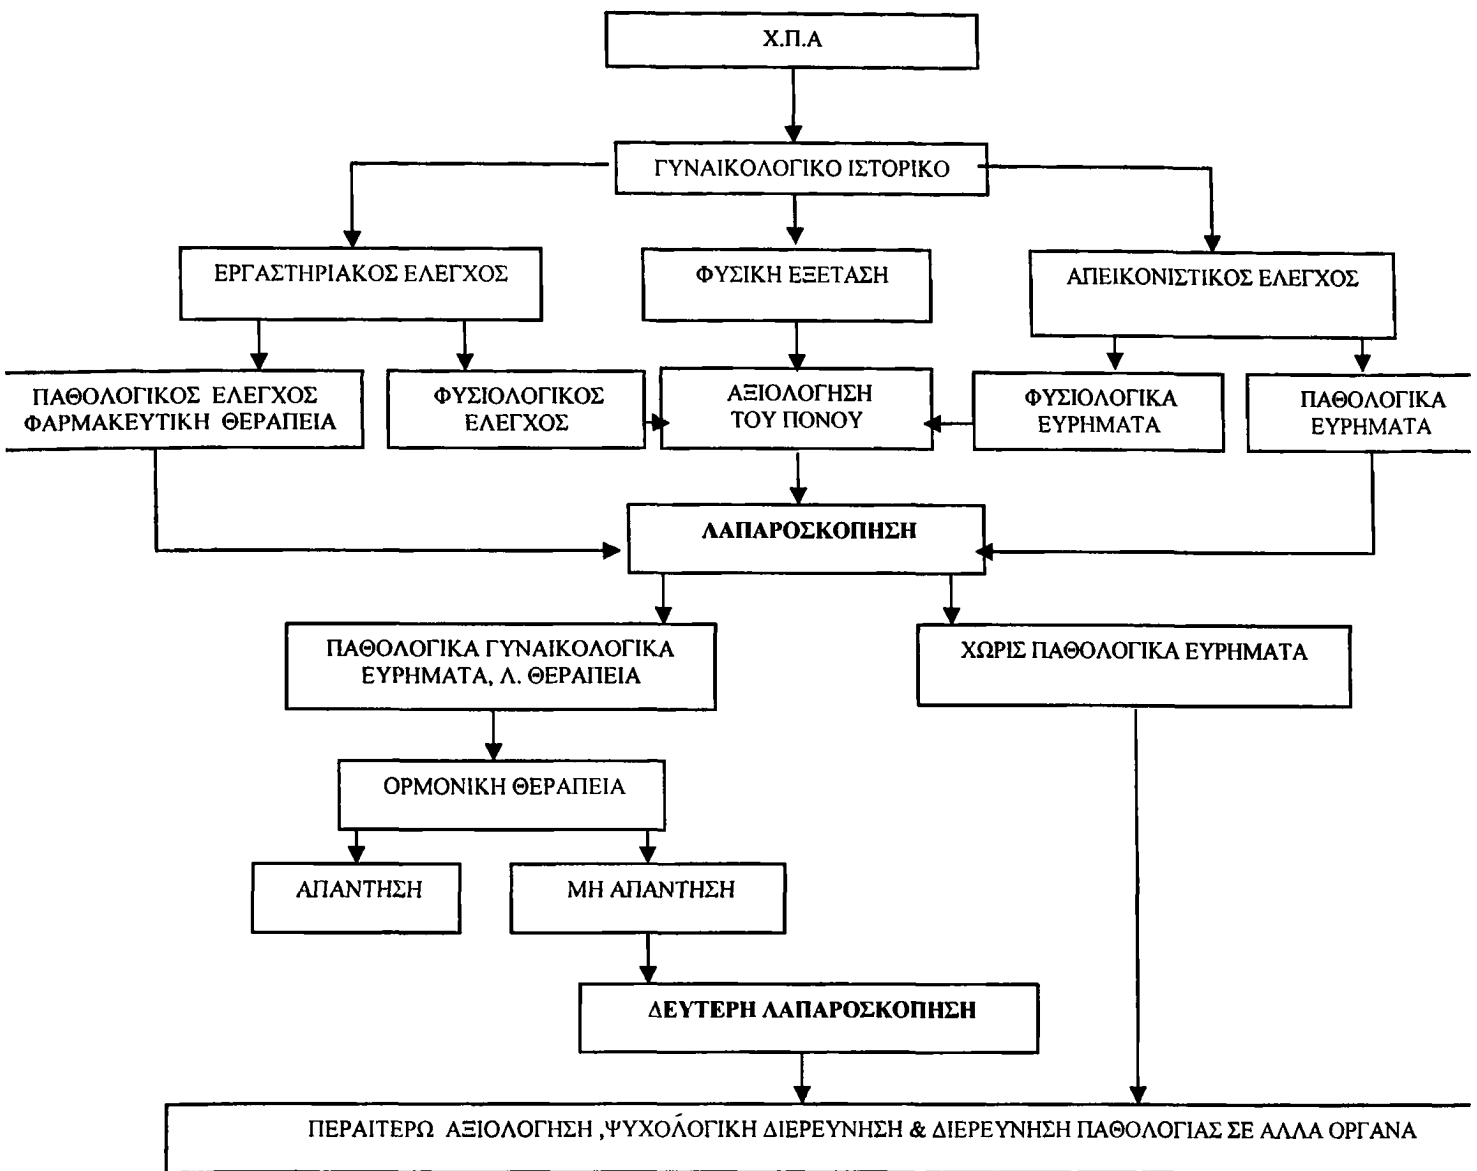 Χ.Π.Α
ΓΥΝΑΙΚΟΛΟΓΙΚΟ ΙΣΤΟΡΙΚΟ
ΕΡΓΑΣΤΗΡΙΑΚΟΣ ΕΛΕΓΧΟΣ
ΦΥΣΙΚΗ ΕΞΕΤΑΣΗ
ΑΠΕΙΚΟΝΙΣΤΙΚΟΣ ΕΛΕΓΧΟΣ
ΠΑΘΟΛΟΓΙΚΟΣ ΕΛΕΓΧΟΣ
ΦΑΡΜΑΚΕΥΤΙΚΗ ΘΕΡΑΠΕΙΑ
ΦΥΣΙΟΛΟΓΙΚΟΣ
ΕΛΕΓΧΟΣ
ΑΞΙΟΛΟΓΗΣΗ
ΤΟΥ ΠΟΝΟΥ
ΦΥΣΙΟΛΟΓΙΚΑ
ΕΥΡΗΜΑΤΑ
ΠΑΘΟΛΟΓΙΚΑ
ΕΥΡΗΜΑΤΑ
ΛΑΠΑΡΟΣΚΟΠΗΣΗ
ΠΑΘΟΛΟΓΙΚΑ ΓΥΝΑΙΚΟΛΟΓΙΚΑ
ΕΥΡΗΜΑΤΑ, Λ. ΘΕΡΑΠΕΙΑ
ΧΩΡΙΣ ΠΑΘΟΛΟΓΙΚΑ ΕΥΡΗΜΑΤΑ
ΟΡΜΟΝΙΚΗ ΘΕΡΑΠΕΙΑ
ΑΠΑΝΤΗΣΗ
ΜΗ ΑΠΑΝΤΗΣΗ
ΔΕΥΤΕΡΗ ΛΑΠΑΡΟΣΚΟΠΗΣΗ
ΠΕΡΑΙΤΕΡΩ ΑΞΙΟΛΟΓΗΣΗ ,ΨΥΧΟΛΟΓΙΚΗ ΔΙΕΡΕΥΝΗΣΗ & ΔΙΕΡΕΥΝΗΣΗ ΠΑΘΟΛΟΓΙΑΣ ΣΕ ΑΛΛΑ ΟΡΓΑΝΑ